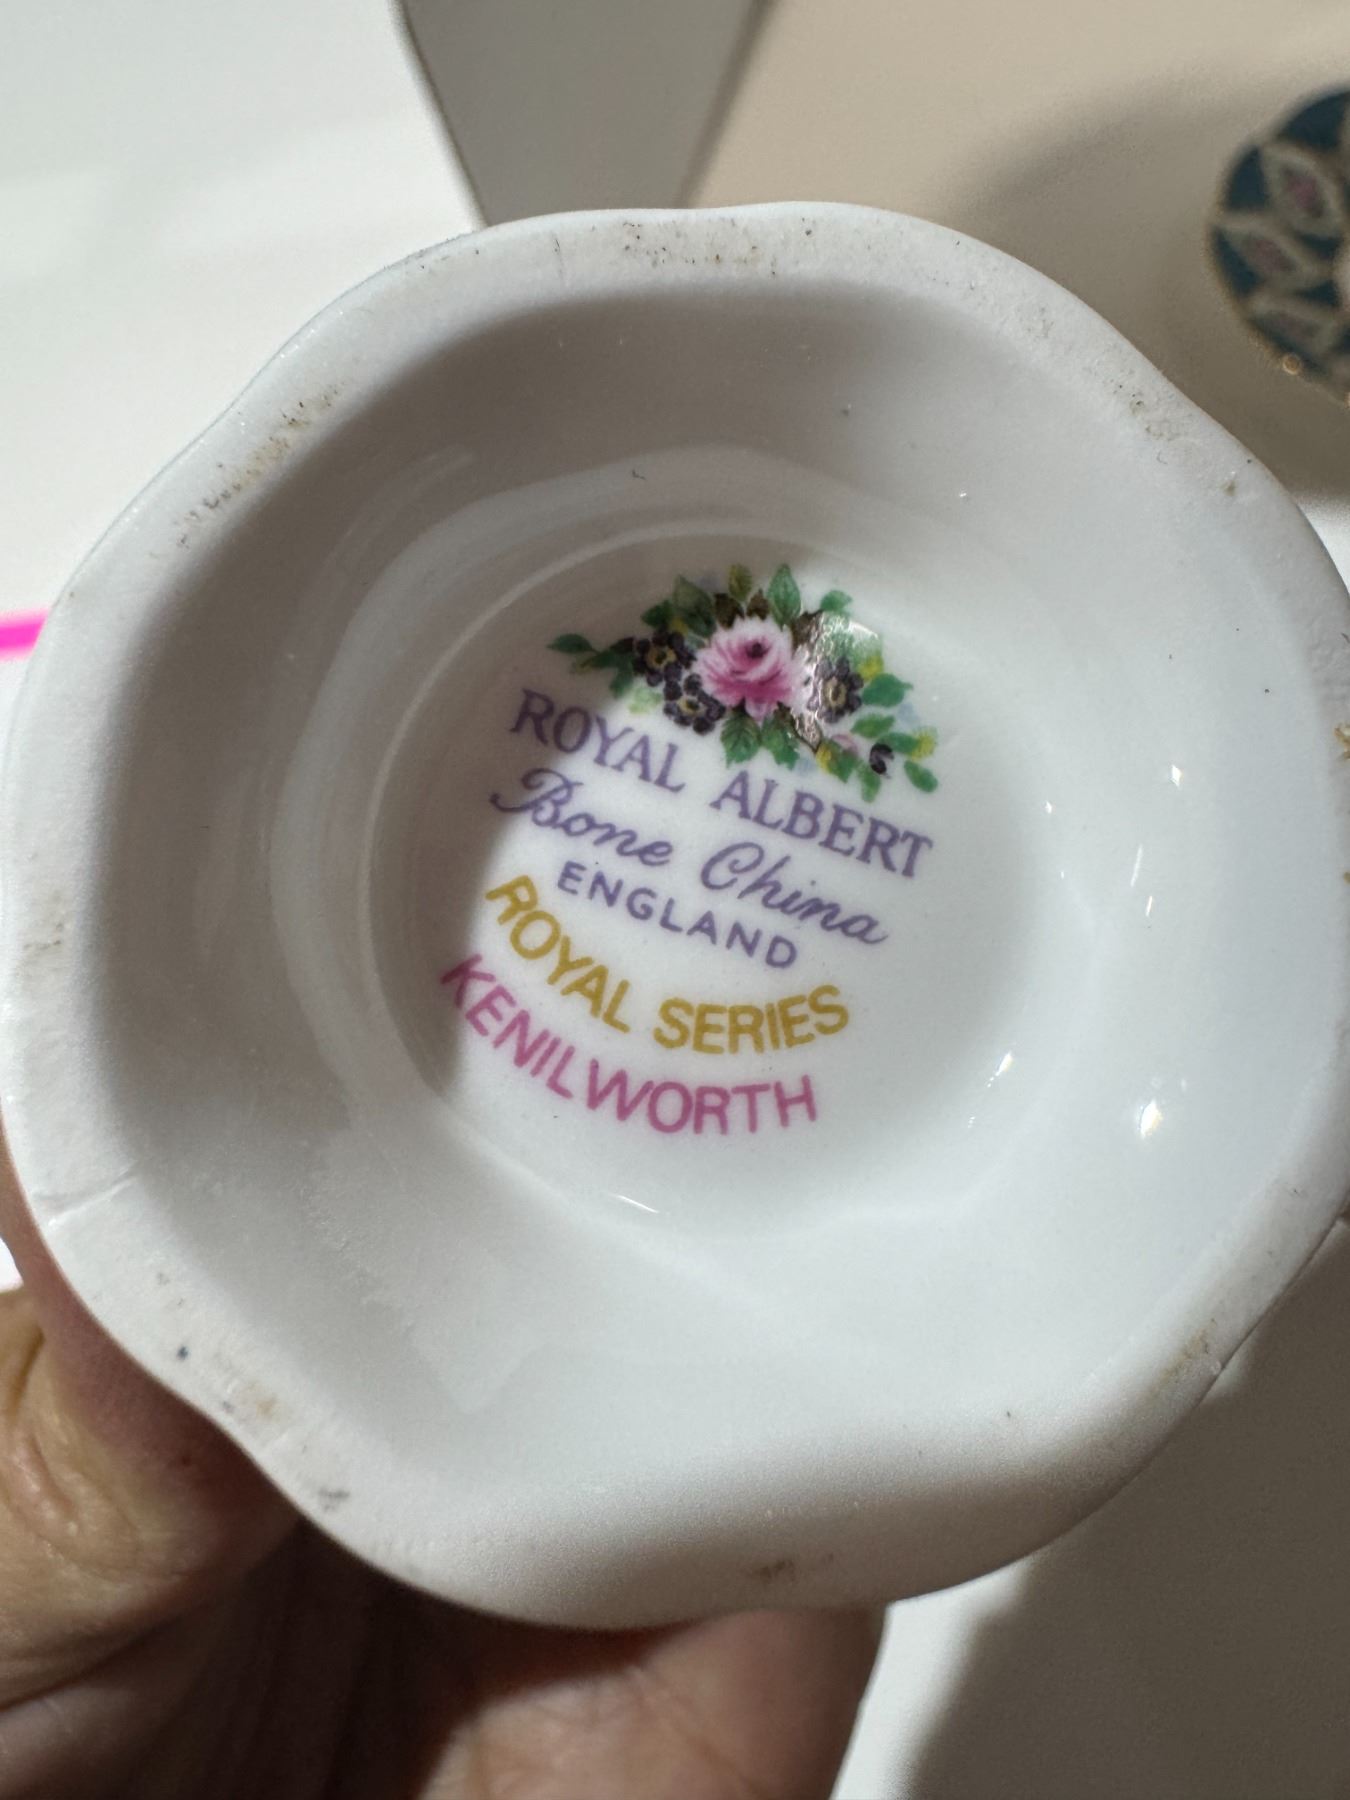 ROYAL ALBERT
Bone China
ENGLAND
ROYAL SERIES
KENILWORTH